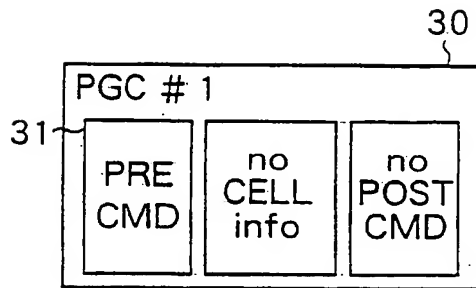 30
PGC # 1
31
PRE
CMD
no
CELL
info
no
POST
CMD